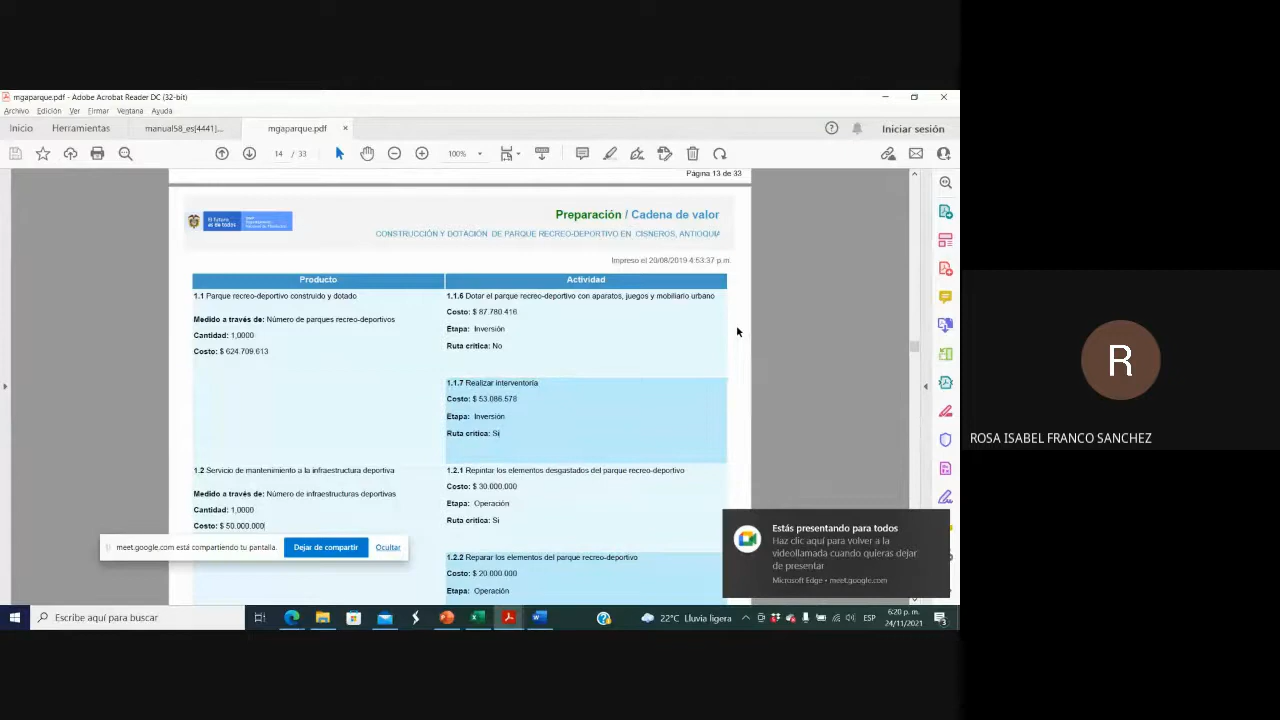 mgaparque.pdf - Adobe Acrobat Reader DC (32-bit)
Archivo Edición Ver Firmar Ventana Ayuda
Inicio Herramientas manual58_es[4441]... mgaparque.pdf × Iniciar sesión
14 / 33 100%
Página 13 de 33
El futuro es de todos
Preparación / Cadena de valor
CONSTRUCCIÓN Y DOTACIÓN DE PARQUE RECREO-DEPORTIVO EN CISNEROS, ANTIOQUIA
Impreso el 20/08/2019 4:53:37 p.m.
Producto Actividad
1.1 Parque recreo-deportivo construido y dotado
Medido a través de: Número de parques recreo-deportivos
Cantidad: 1,0000
Costo: $ 624.709.613
1.1.6 Dotar el parque recreo-deportivo con aparatos, juegos y mobiliario urbano
Costo: $ 87.780.416
Etapa: Inversión
Ruta crítica: No
1.1.7 Realizar interventoría
Costo: $ 53.086.578
Etapa: Inversión
Ruta crítica: Sí
1.2 Servicio de mantenimiento a la infraestructura deportiva
Medido a través de: Número de infraestructuras deportivas
Cantidad: 1,0000
Costo: $ 50.000.000
1.2.1 Repintar los elementos desgastados del parque recreo-deportivo
Costo: $ 30.000.000
Etapa: Operación
Ruta crítica: Sí
1.2.2 Reparar los elementos del parque recreo-deportivo
Costo: $ 20.000.000
Etapa: Operación
meet.google.com está compartiendo tu pantalla. Dejar de compartir Ocultar
Estás presentando para todos
Haz clic aquí para volver a la
videollamada cuando quieras dejar
de presentar
Microsoft Edge • meet.google.com
Escribe aquí para buscar
22°C Lluvia ligera ESP
6:20 p. m.
24/11/2021
3
R
ROSA ISABEL FRANCO SANCHEZ